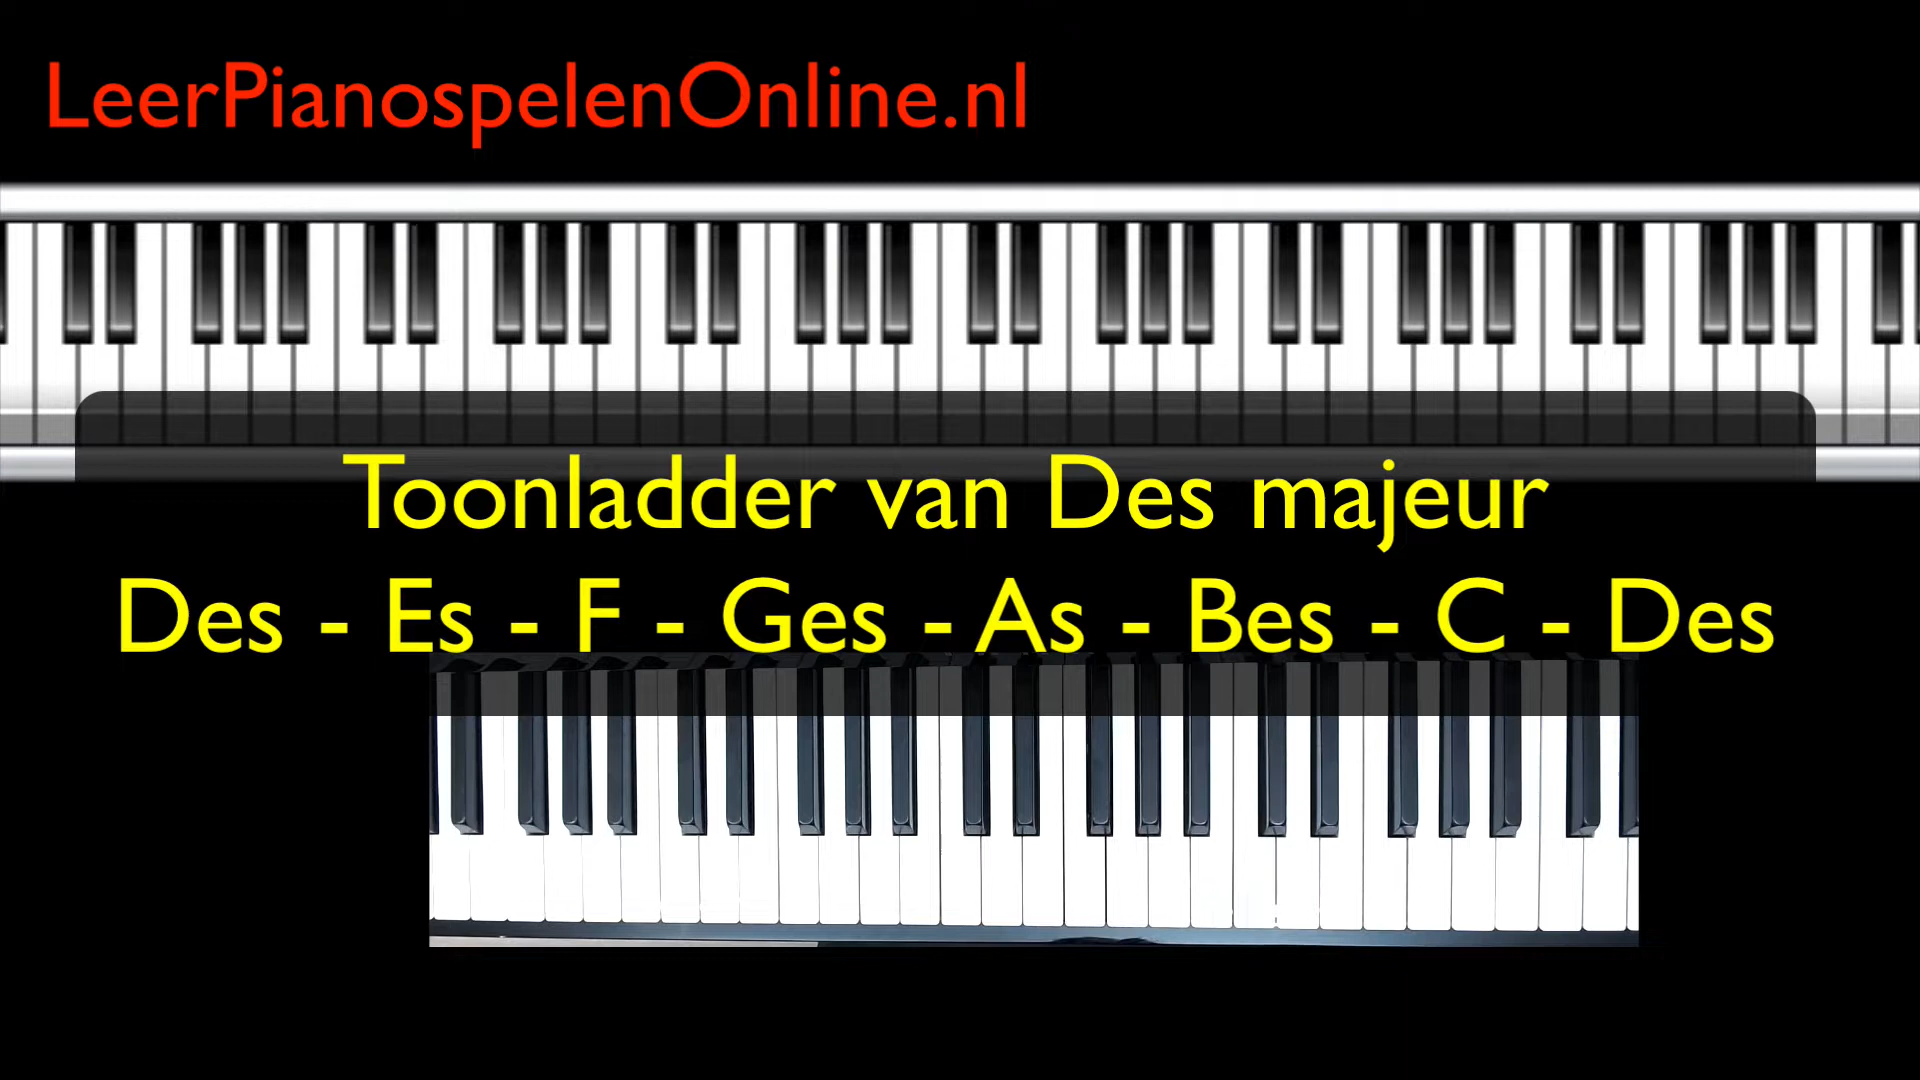 LeerPianospelenOnline.nl
Toonladder van Des majeur
Des - Es - F - Ges - As - Bes - C - Des